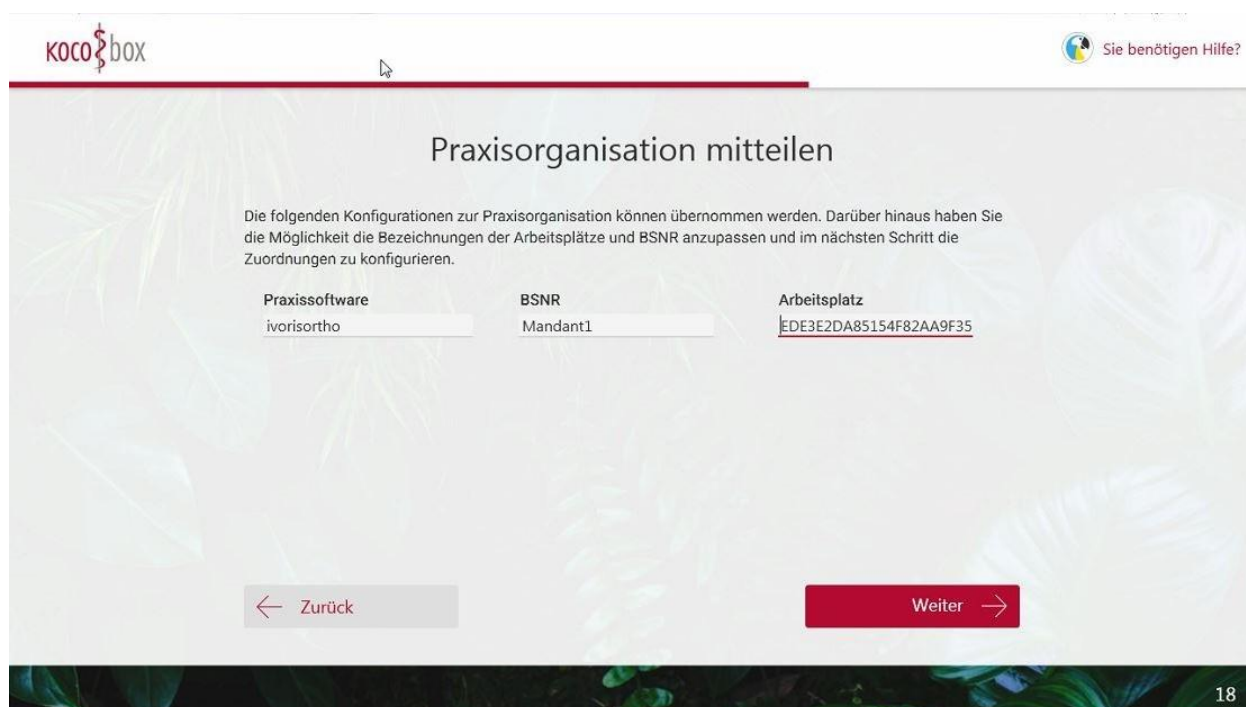 KOCO box
Sie benötigen Hilfe?
Praxisorganisation mitteilen
Die folgenden Konfigurationen zur Praxisorganisation können übernommen werden. Darüber hinaus haben Sie
die Möglichkeit die Bezeichnungen der Arbeitsplätze und BSNR anzupassen und im nächsten Schritt die
Zuordnungen zu konfigurieren.
Praxissoftware BSNR Arbeitsplatz
ivorisortho Mandant1 EDE3E2DA85154F82AA9F35
Zurück Weiter
18